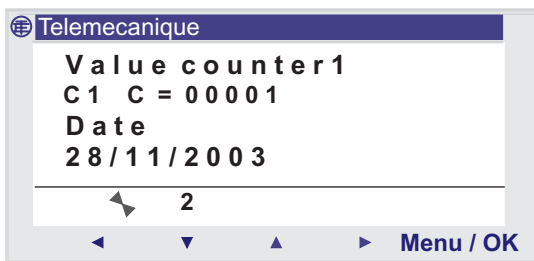 Telemecanique
Value counter1
C1 C = 00001
Date
28/11/2003
2
Menu / OK